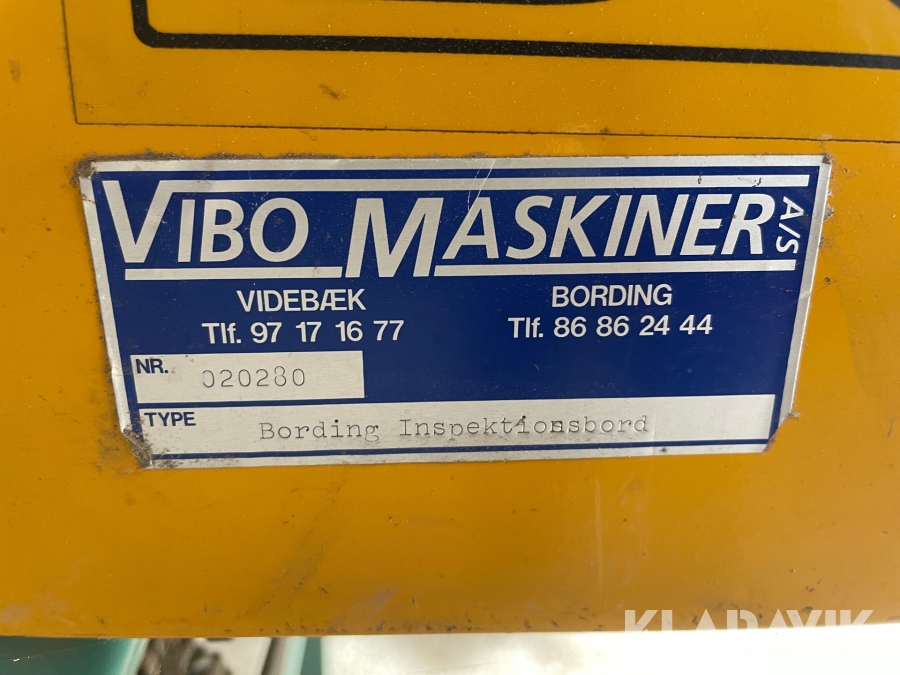 VIBO MASKINER A/S
VIDEBÆK BORDING
Tlf. 97 17 16 77 Tlf. 86 86 24 44
NR. 020280
TYPE Bording Inspektionsbord
KLARAVIK